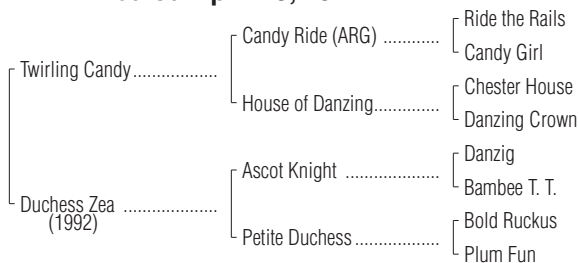 Ride the Rails
Candy Ride (ARG) ............
Candy Girl
Twirling Candy..................
Chester House
House of Danzing..............
Danzing Crown
Danzig
Ascot Knight ....................
Bambee T. T.
Duchess Zea ....................
(1992)
Bold Ruckus
Petite Duchess..................
Plum Fun